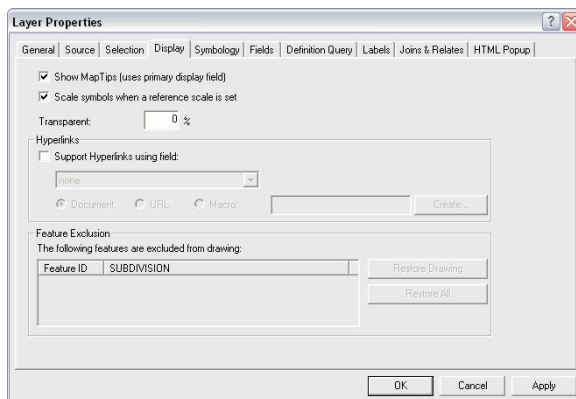 Layer Properties
?
General Source Selection Display Symbology Fields Definition Query Labels Joins & Relates HTML Popup
Show MapTips (uses primary display field)
Scale symbols when a reference scale is set
Transparent: 0 %
Hyperlinks
Support Hyperlinks using field:
none
Document URL Macro: Create...
Feature Exclusion
The following features are excluded from drawing:
Feature ID SUBDIVISION
Restore Drawing
Restore All
OK Cancel Apply